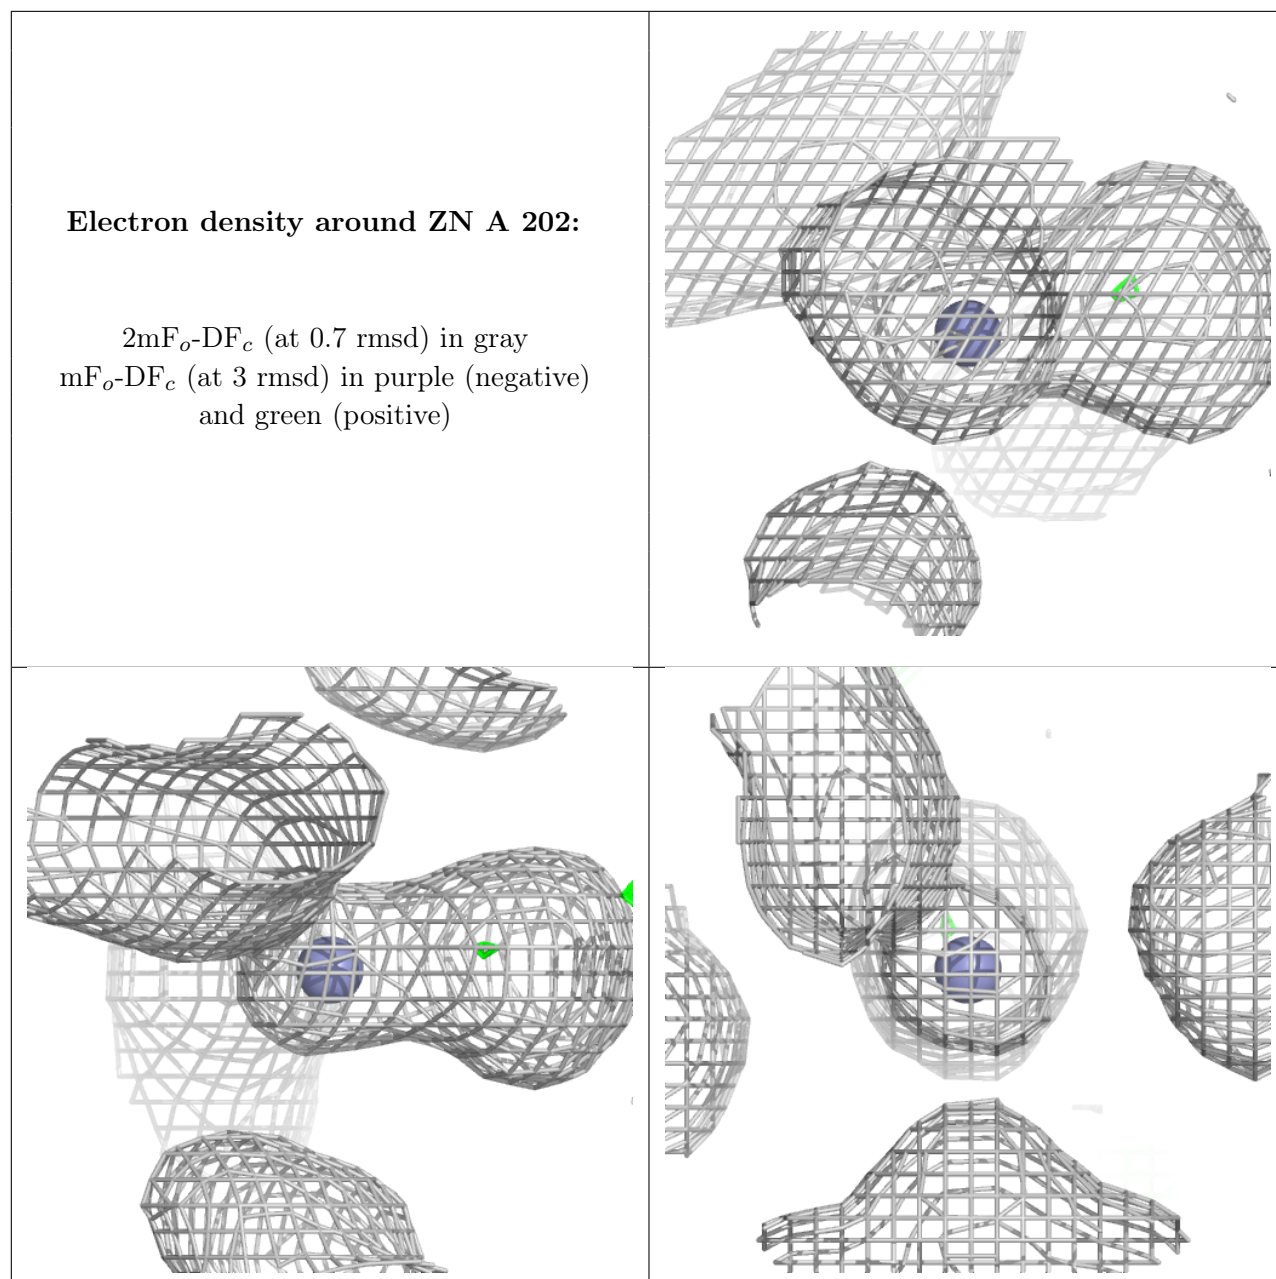 Electron density around ZN A 202:
2mFo-DFc (at 0.7 rmsd) in gray
mFo-DFc (at 3 rmsd) in purple (negative)
and green (positive)